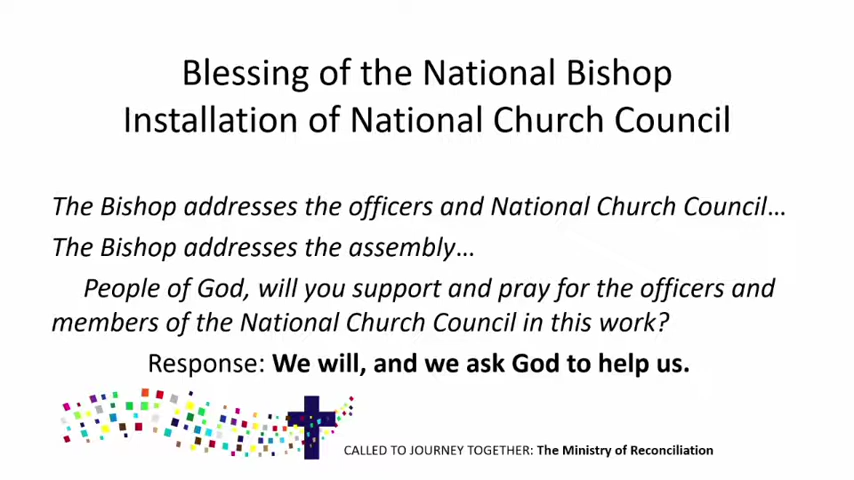 Blessing of the National Bishop
Installation of National Church Council
The Bishop addresses the officers and National Church Council…
The Bishop addresses the assembly…
People of God, will you support and pray for the officers and
members of the National Church Council in this work?
Response: We will, and we ask God to help us.
CALLED TO JOURNEY TOGETHER: The Ministry of Reconciliation